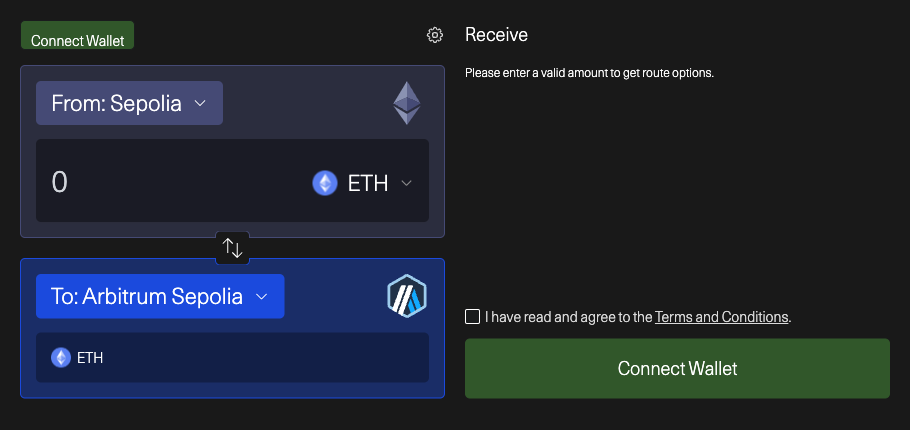 Connect Wallet
From: Sepolia
0
ETH
To: Arbitrum Sepolia
ETH
Receive
Please enter a valid amount to get route options.
I have read and agree to the Terms and Conditions.
Connect Wallet